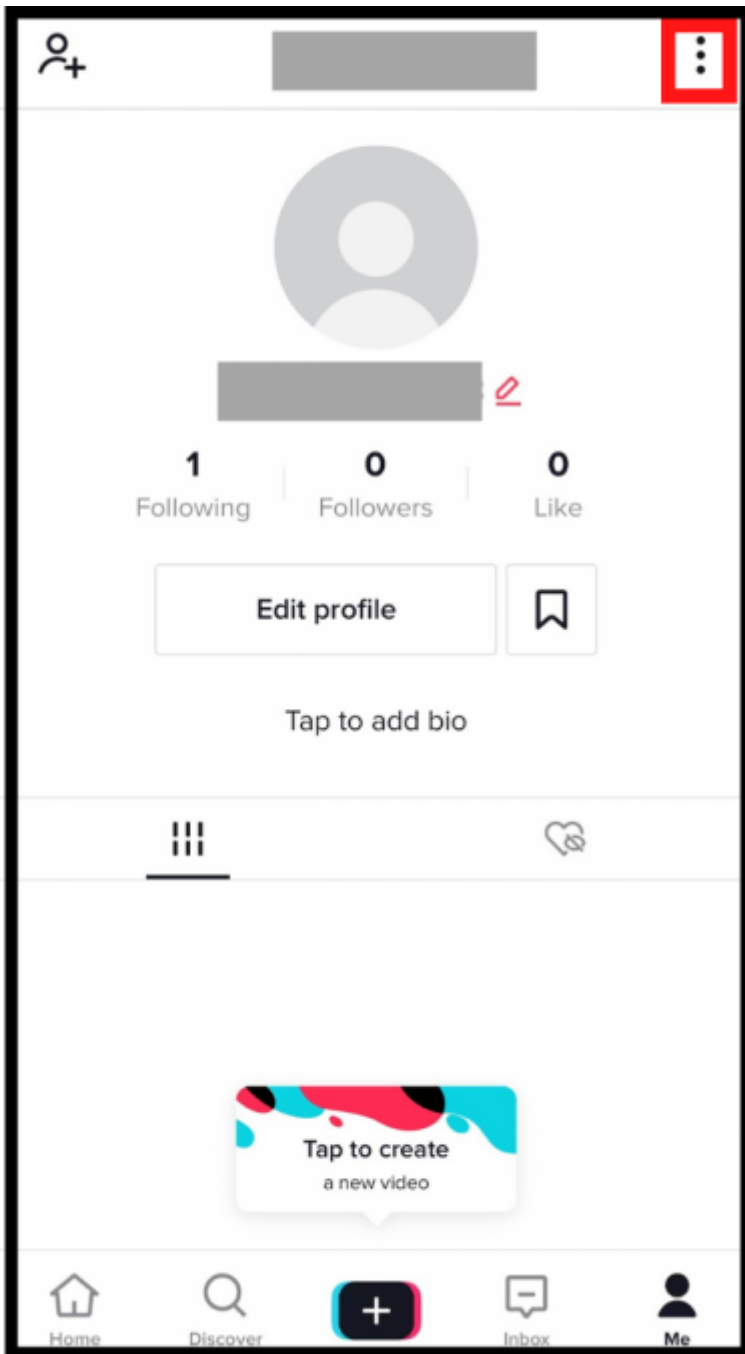 1 0 0
Following Followers Like
Edit profile
Tap to add bio
Tap to create
a new video
Home Discover Inbox Me